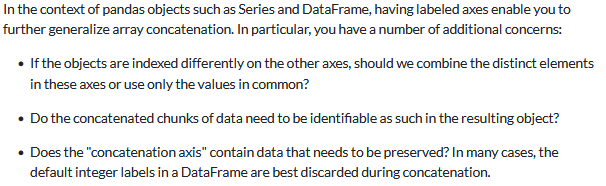 In the context of pandas objects such as Series and DataFrame, having labeled axes enable you to
further generalize array concatenation. In particular, you have a number of additional concerns:
• If the objects are indexed differently on the other axes, should we combine the distinct elements
in these axes or use only the values in common?
• Do the concatenated chunks of data need to be identifiable as such in the resulting object?
• Does the "concatenation axis" contain data that needs to be preserved? In many cases, the
default integer labels in a DataFrame are best discarded during concatenation.